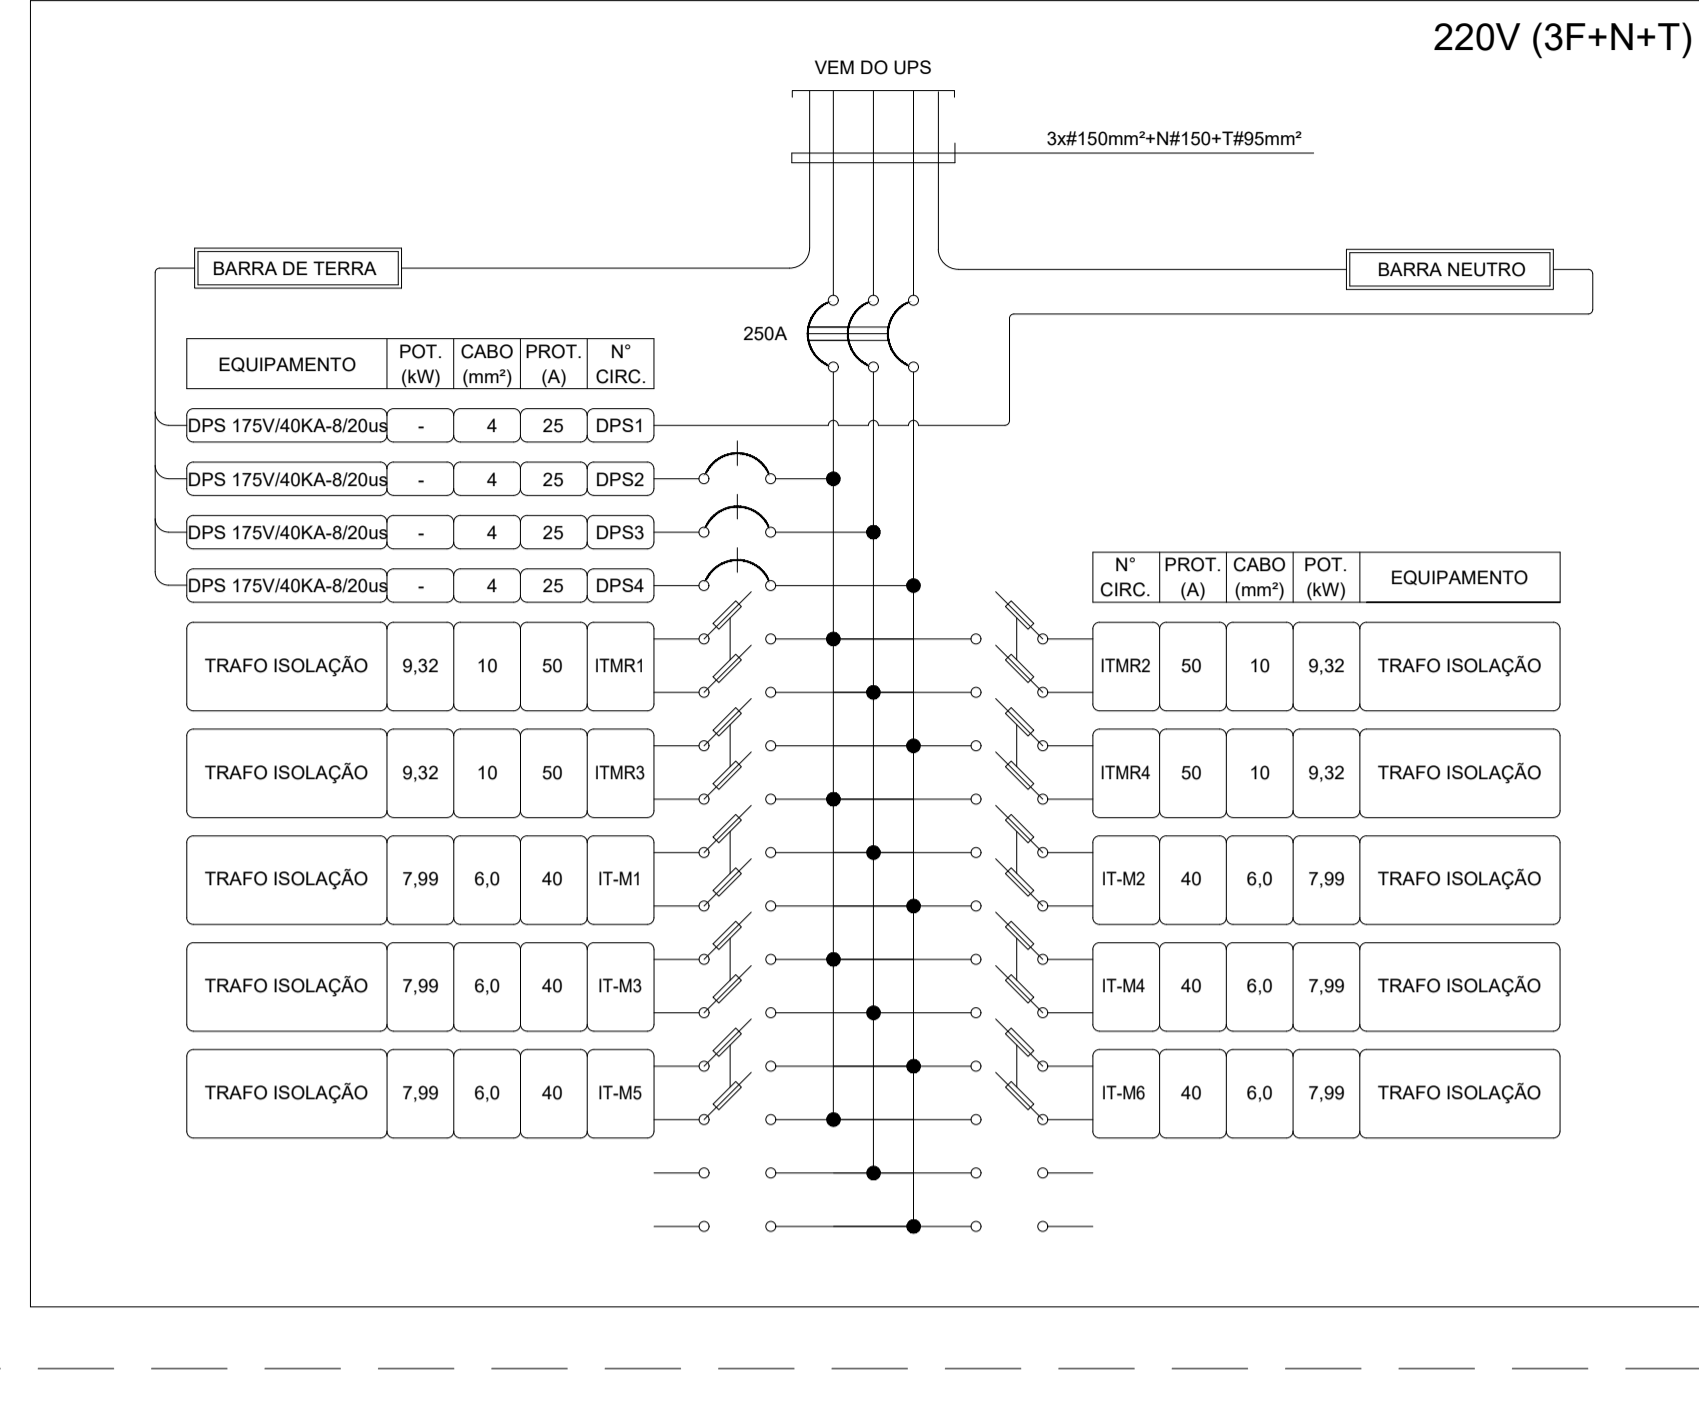 220V (3F+N+T)
VEM DO UPS
3x#150mm²+N#150+T#95mm²
BARRA DE TERRA
BARRA NEUTRO
250A
EQUIPAMENTO POT. (kW) CABO (mm²) PROT. (A) N° CIRC.
DPS 175V/40KA-8/20us - 4 25 DPS1
DPS 175V/40KA-8/20us - 4 25 DPS2
DPS 175V/40KA-8/20us - 4 25 DPS3
DPS 175V/40KA-8/20us - 4 25 DPS4
N° CIRC. PROT. (A) CABO (mm²) POT. (kW) EQUIPAMENTO
TRAFO ISOLAÇÃO 9,32 10 50 ITMR1
ITMR2 50 10 9,32 TRAFO ISOLAÇÃO
TRAFO ISOLAÇÃO 9,32 10 50 ITMR3
ITMR4 50 10 9,32 TRAFO ISOLAÇÃO
TRAFO ISOLAÇÃO 7,99 6,0 40 IT-M1
IT-M2 40 6,0 7,99 TRAFO ISOLAÇÃO
TRAFO ISOLAÇÃO 7,99 6,0 40 IT-M3
IT-M4 40 6,0 7,99 TRAFO ISOLAÇÃO
TRAFO ISOLAÇÃO 7,99 6,0 40 IT-M5
IT-M6 40 6,0 7,99 TRAFO ISOLAÇÃO